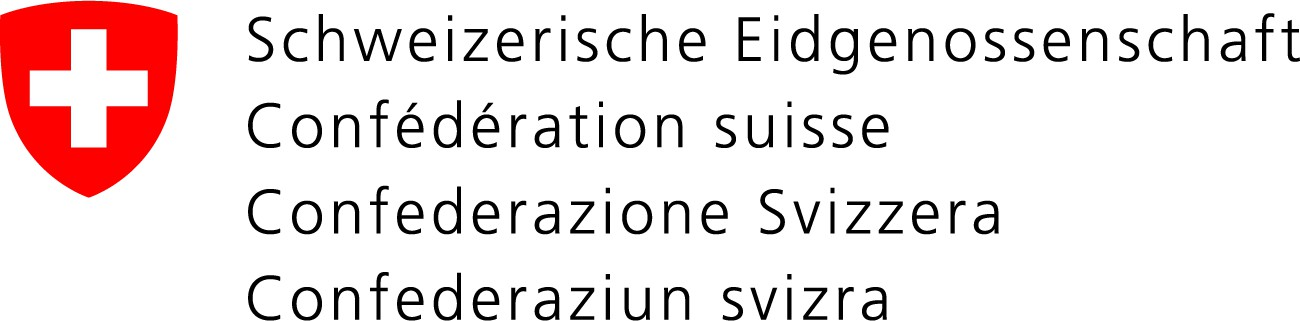 Schweizerische Eidgenossenschaft
Confédération suisse
Confederazione Svizzera
Confederaziun svizra